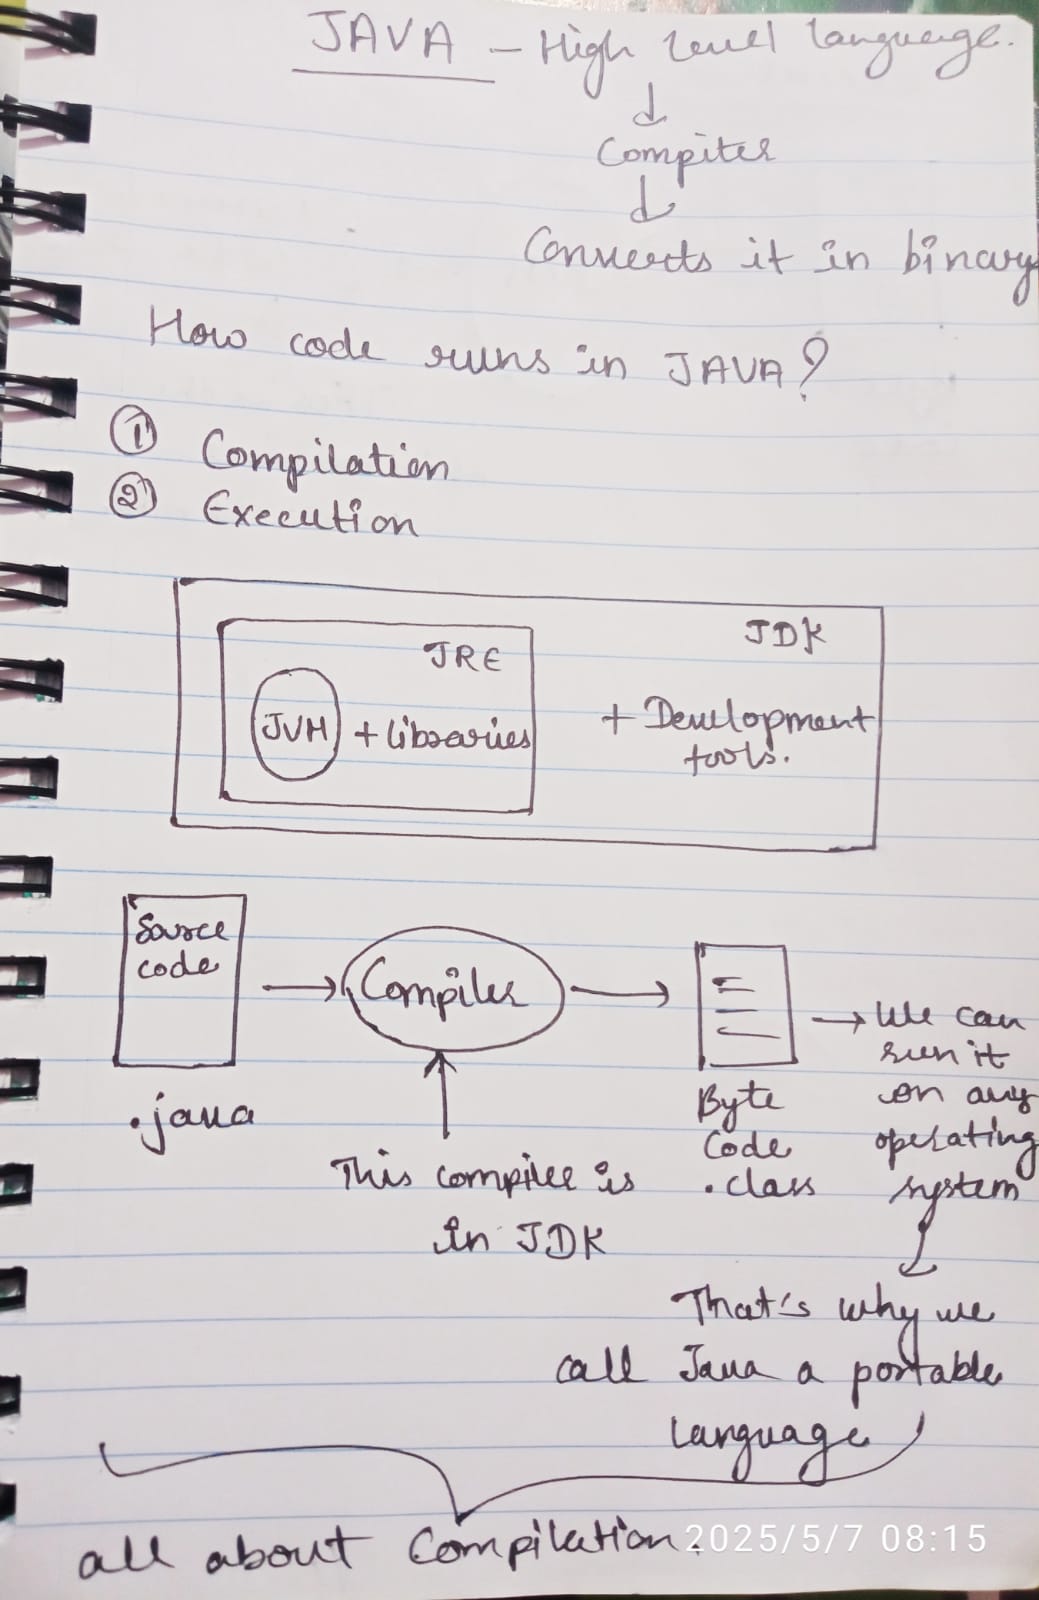 JAVA - High level language.
↓
Compiler
↓
Converts it in binary
How code runs in JAVA?
① Compilation
② Execution
JDK
JRE
JVM + libraries
+ Development
tools.
Source
code
.java
→ Compiler →
This compiler is
in JDK
Byte
Code
.class
→ We can
run it
on any
operating
system
↓
That's why we
call Java a portable
language
all about Compilation.
2025/5/7 08:15